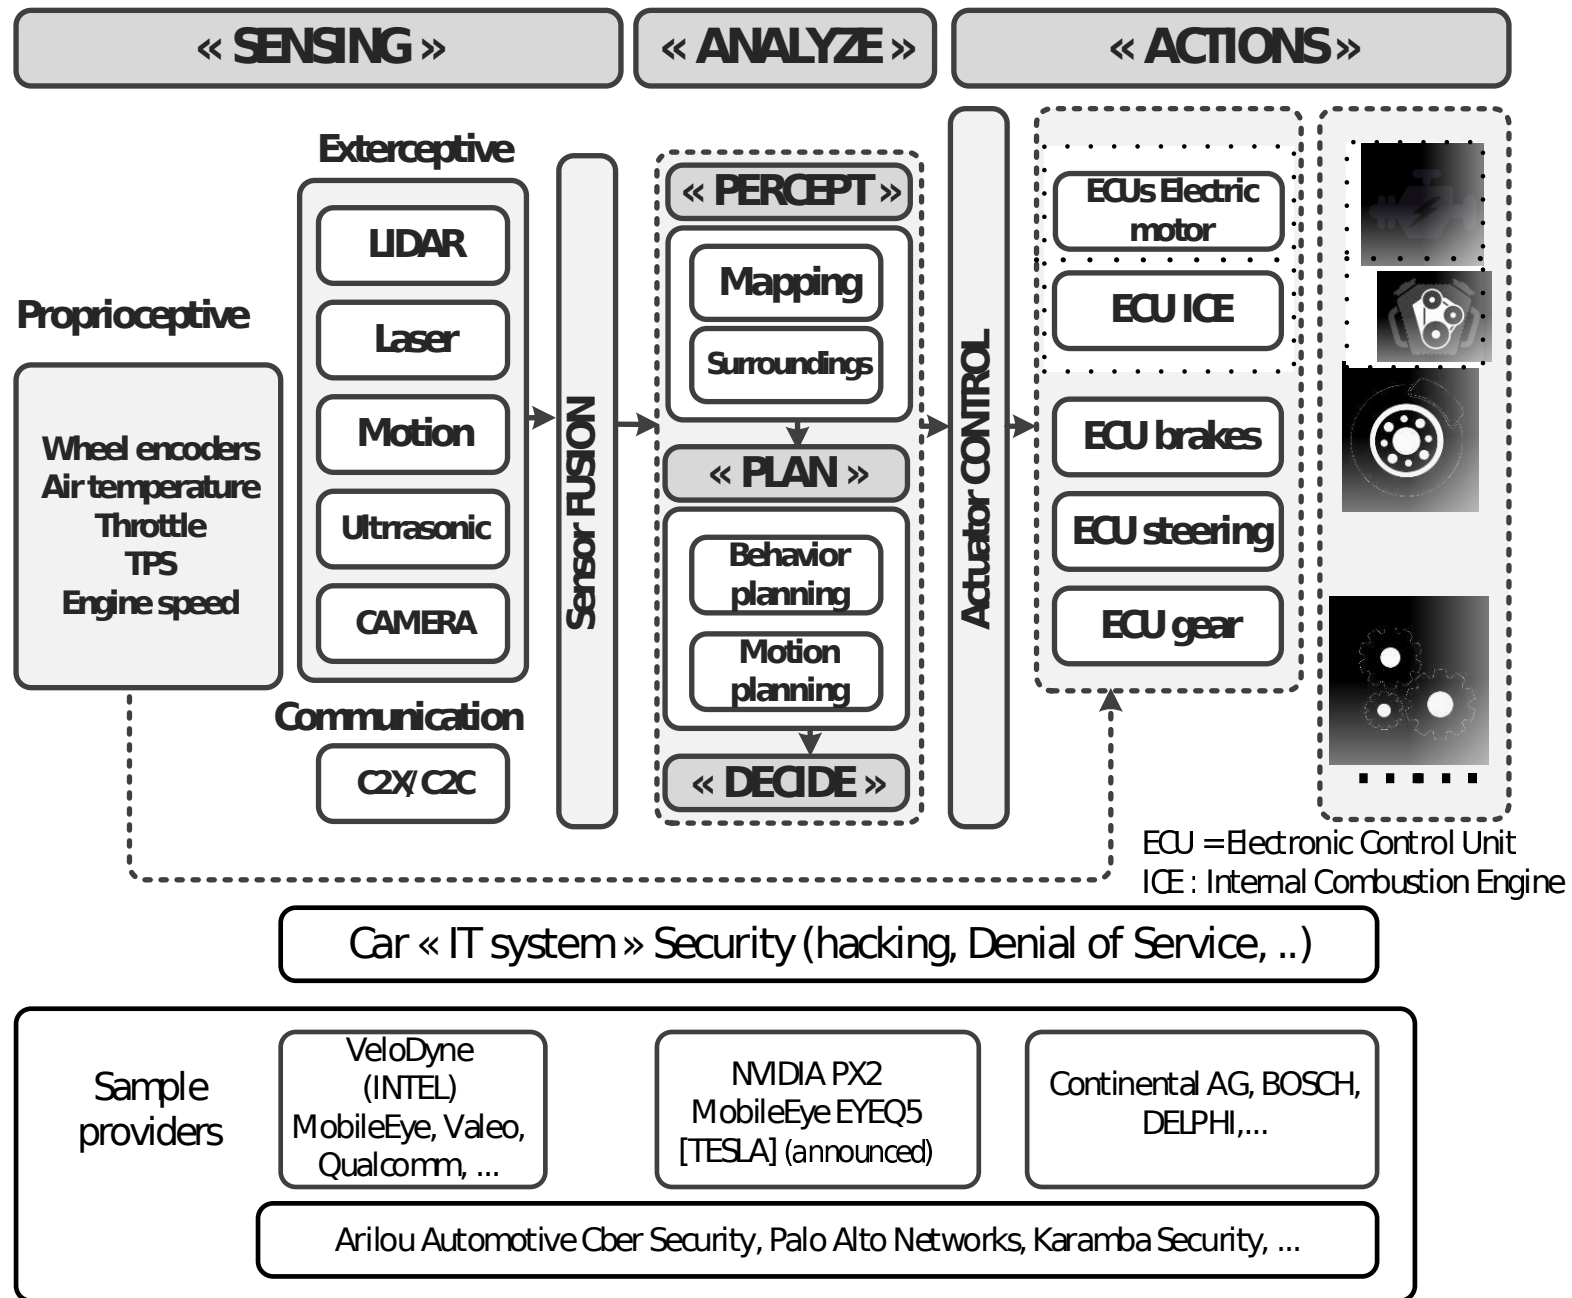 « SENSING »
« ANALYZE »
« ACTIONS »
Exterceptive
LIDAR
Laser
Motion
Ultrrasonic
CAMERA
Proprioceptive
Wheel encoders
Air temperature
Throttle
TPS
Engine speed
Communication
C2X/ C2C
Sensor FUSION
« PERCEPT »
Mapping
Surroundings
« PLAN »
Behavior
planning
Motion
planning
« DECIDE »
Actuator CONTROL
ECUs Electric
motor
ECU ICE
ECU brakes
ECU steering
ECU gear
ECU = Electronic Control Unit
ICE : Internal Combustion Engine
Car « IT system » Security (hacking, Denial of Service, ..)
Sample
providers
VeloDyne
(INTEL)
MobileEye, Valeo,
Qualcomm, ...
NVIDIA PX2
MobileEye EYEQ5
[TESLA] (announced)
Continental AG, BOSCH,
DELPHI,...
Arilou Automotive Cber Security, Palo Alto Networks, Karamba Security, ...